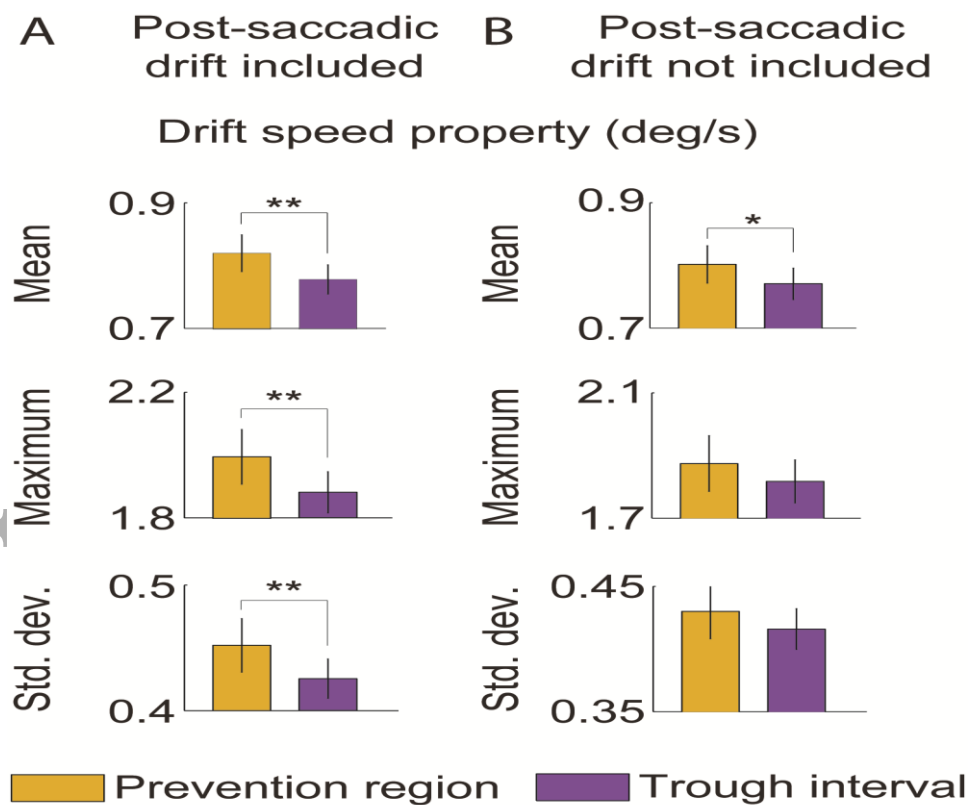 A Post-saccadic drift included
B Post-saccadic drift not included
Drift speed property (deg/s)
Mean
0.9
**
0.7
0.9
*
0.7
Mean
Maximum
2.2
**
1.8
2.1
1.7
Maximum
Std. dev.
0.5
**
0.4
0.45
0.35
Std. dev.
Prevention region
Trough interval